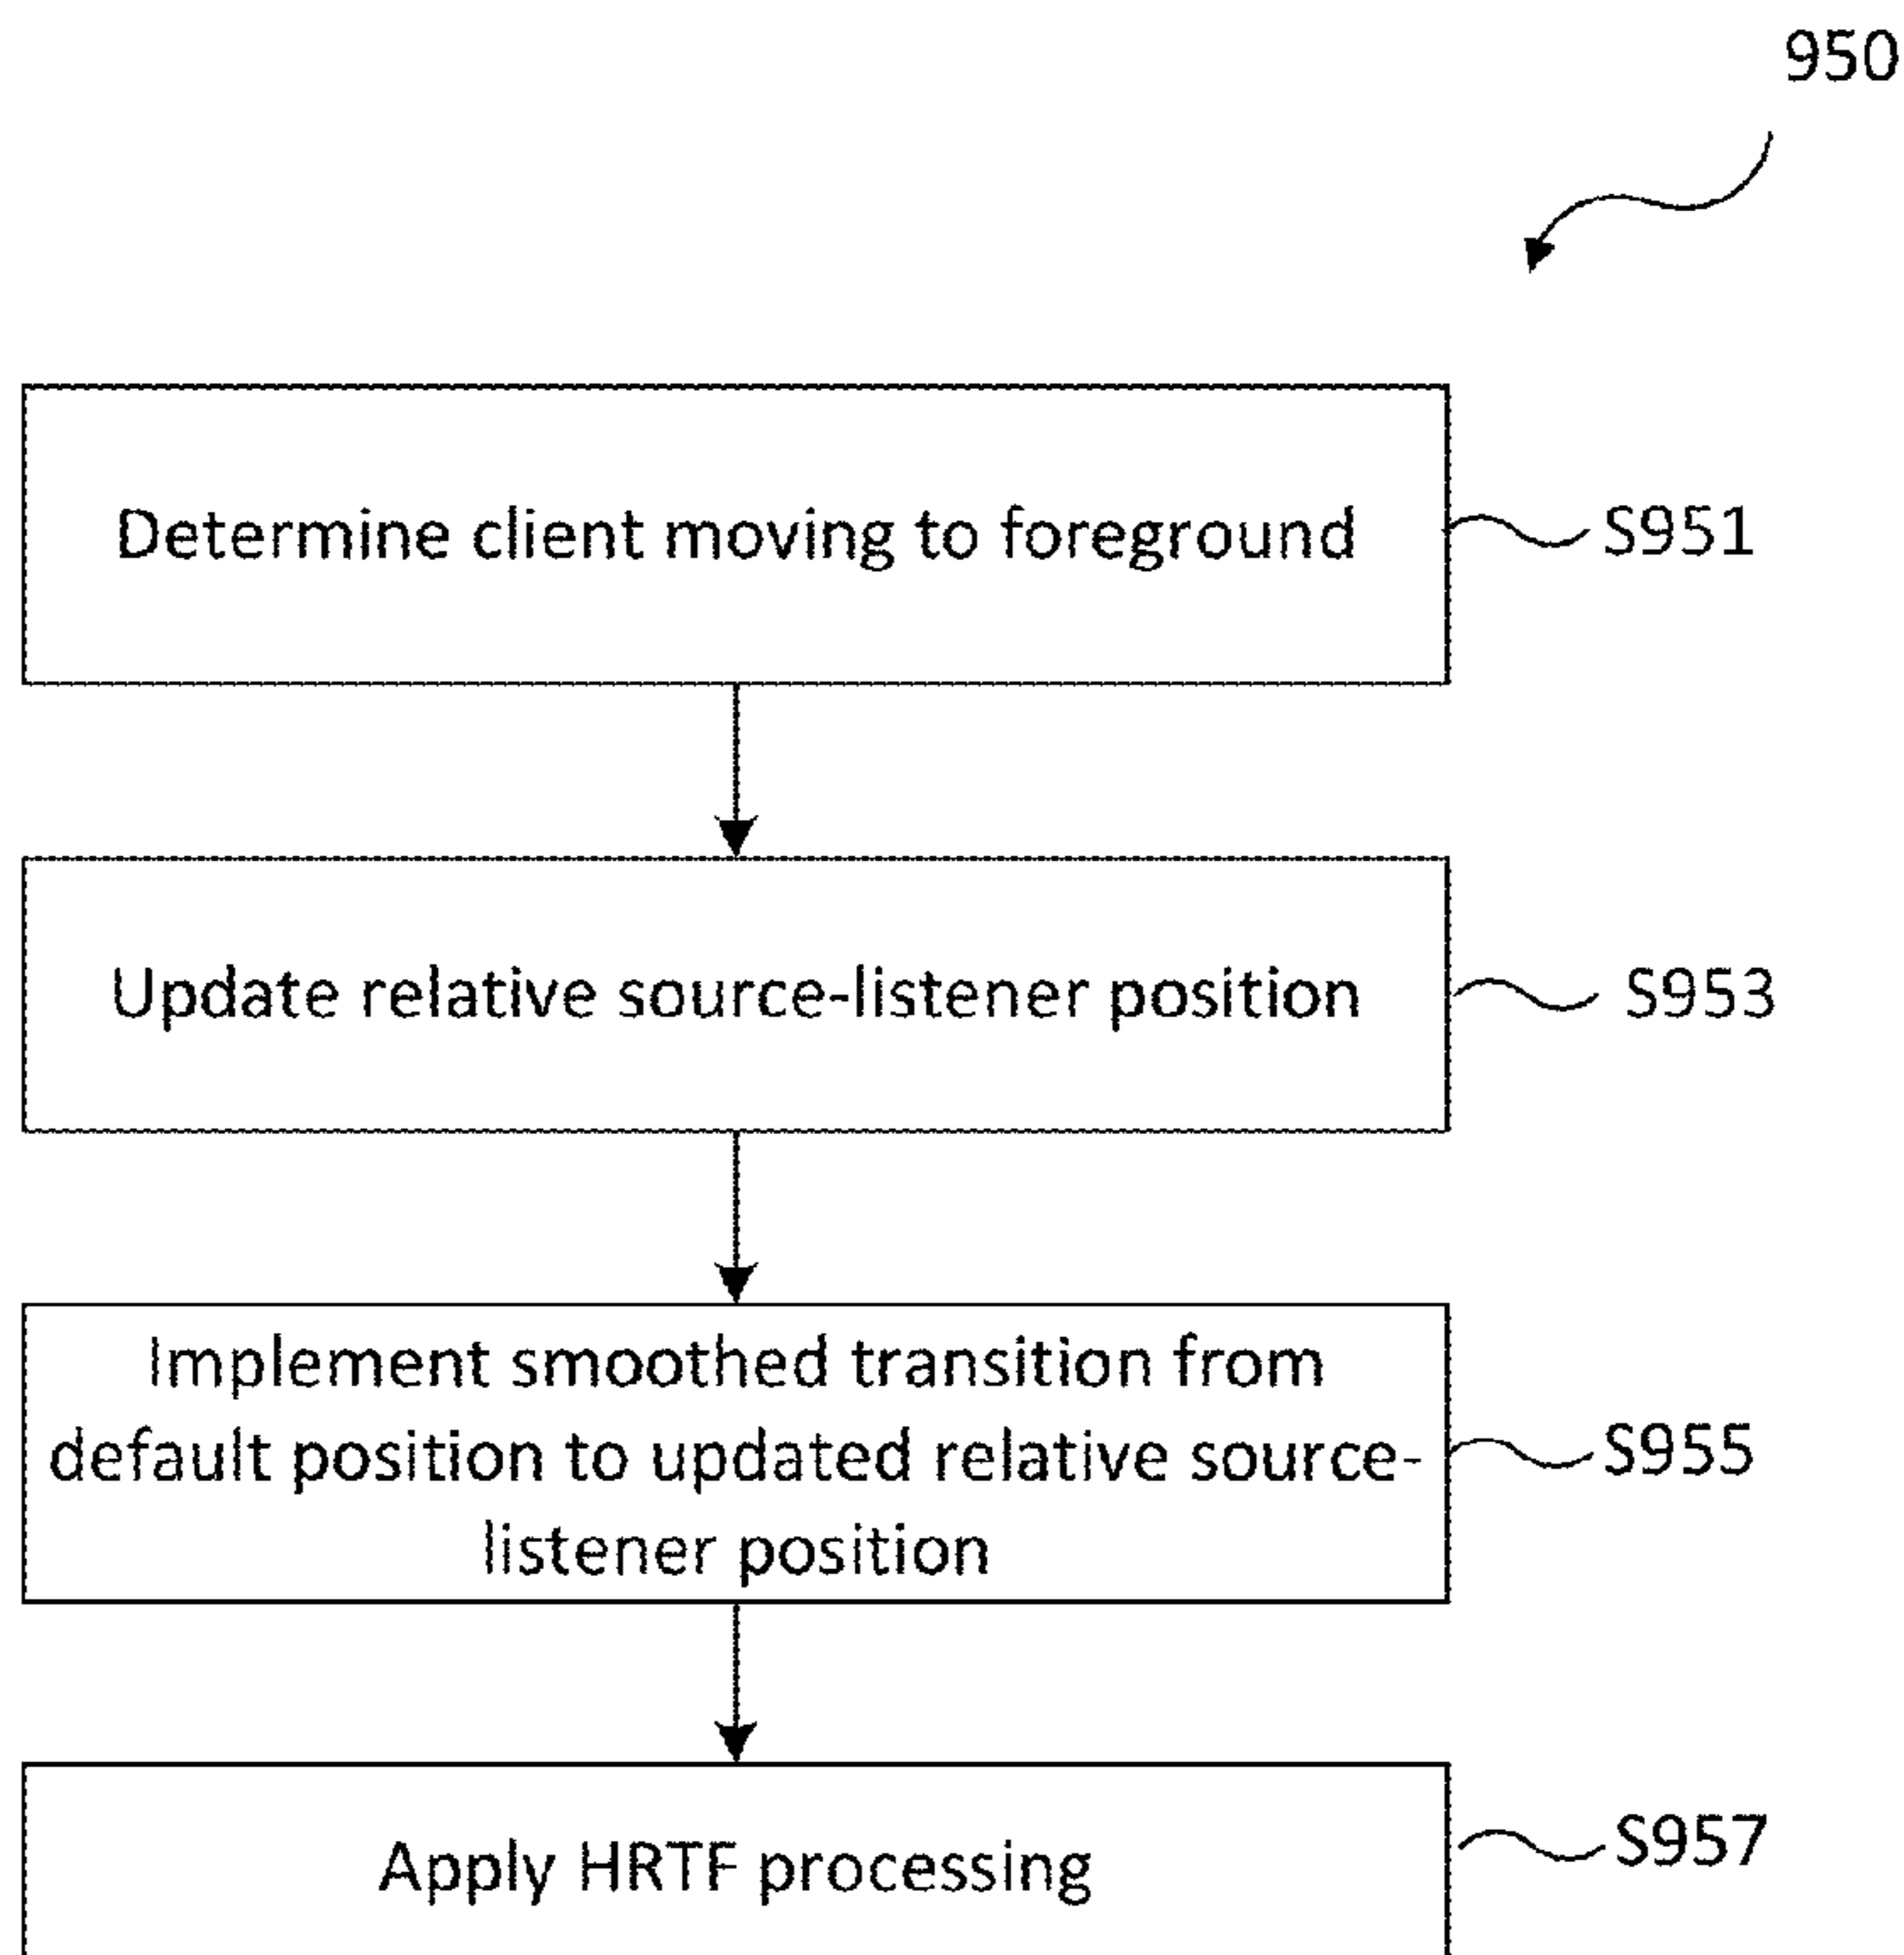 950
Determine client moving to foreground
S951
Update relative source-listener position
S953
Implement smoothed transition from
default position to updated relative source-
listener position
S955
Apply HRTF processing
S957